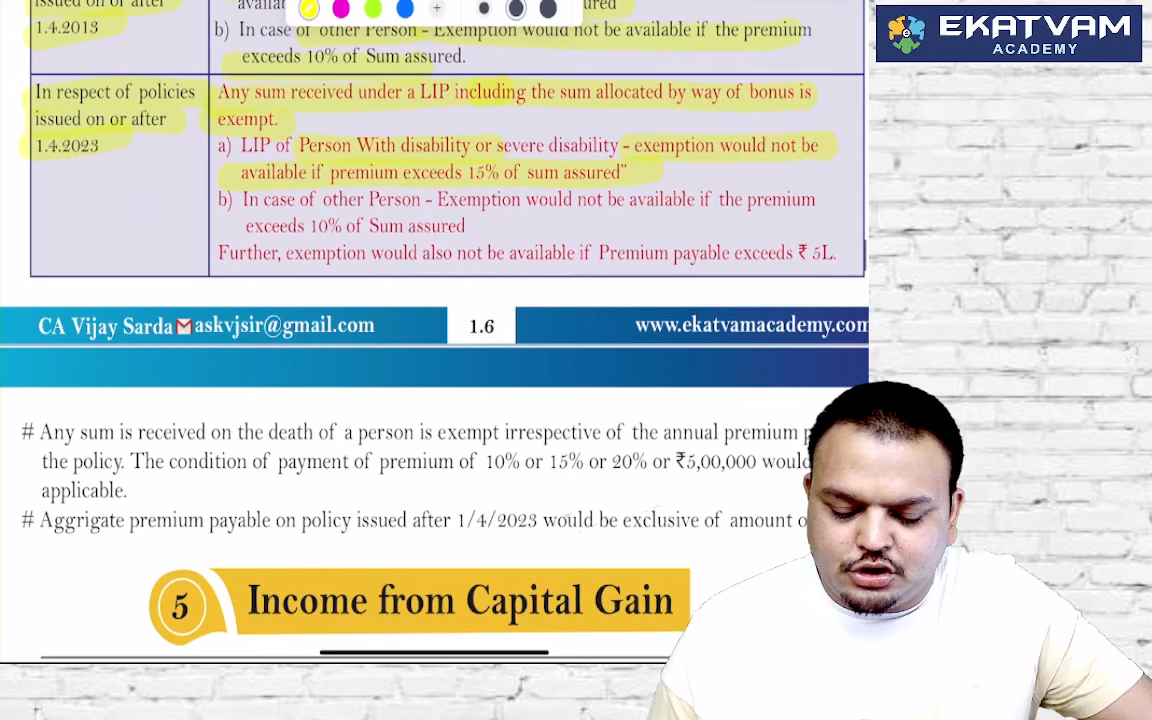 issued on or after
1.4.2013
b) In case of other Person - Exemption would not be available if the premium
exceeds 10% of Sum assured.
In respect of policies
issued on or after
1.4.2023
Any sum received under a LIP including the sum allocated by way of bonus is
exempt.
a) LIP of Person With disability or severe disability - exemption would not be
available if premium exceeds 15% of sum assured"
b) In case of other Person - Exemption would not be available if the premium
exceeds 10% of Sum assured
Further, exemption would also not be available if Premium payable exceeds ₹ 5L.
CA Vijay Sarda askvjsir@gmail.com
1.6
www.ekatvamacademy.com
# Any sum is received on the death of a person is exempt irrespective of the annual premium
the policy. The condition of payment of premium of 10% or 15% or 20% or ₹5,00,000 would
applicable.
# Aggrigate premium payable on policy issued after 1/4/2023 would be exclusive of amount
5 Income from Capital Gain
EKATVAM
ACADEMY